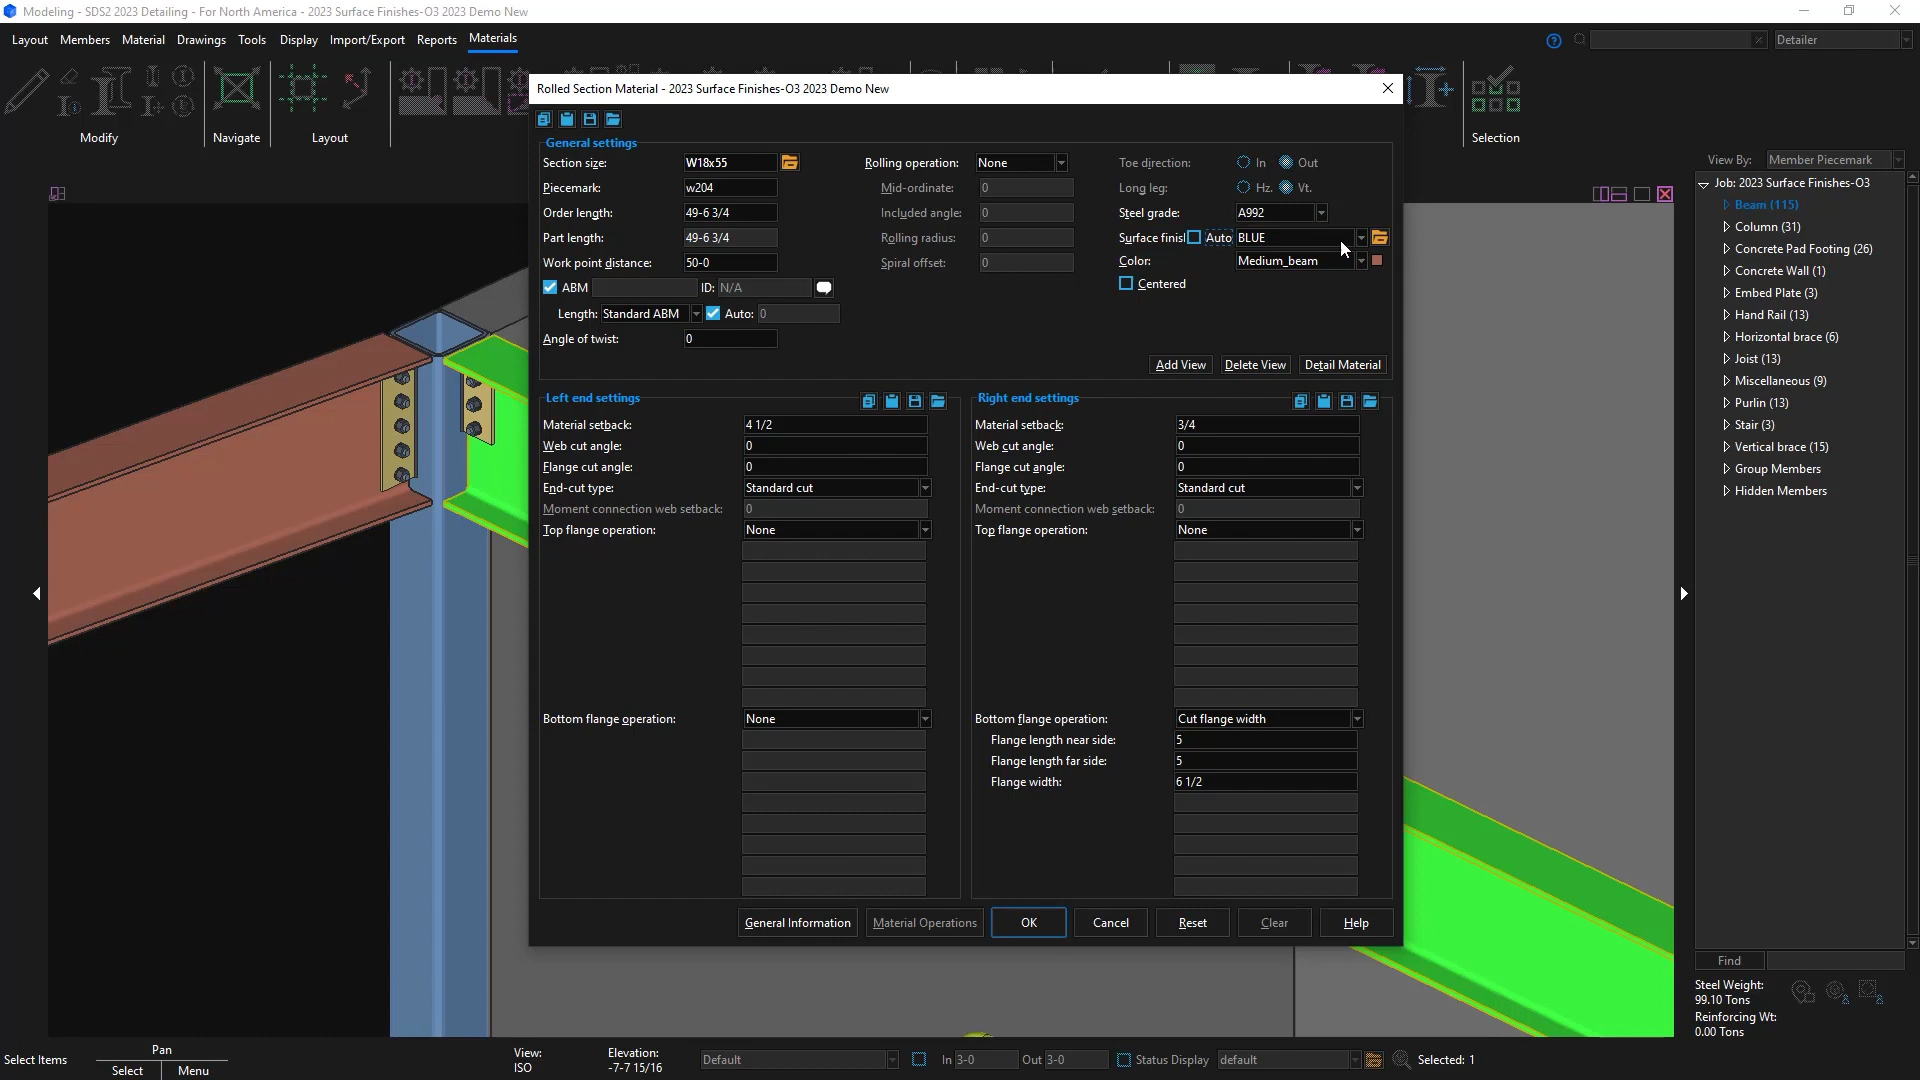 Modeling - SDS2 2023 Detailing - For North America - 2023 Surface Finishes-O3 2023 Demo New
Layout Members Material Drawings Tools Display Import/Export Reports Materials
Detailer
Modify Navigate Layout Selection
Rolled Section Material - 2023 Surface Finishes-O3 2023 Demo New
General settings
Section size: W18x55 Rolling operation: None Toe direction: In Out
Piecemark: w204 Mid-ordinate: 0 Long leg: Hz. Vt.
Order length: 49-6 3/4 Included angle: 0 Steel grade: A992
Part length: 49-6 3/4 Rolling radius: 0 Surface finisl Auto BLUE
Work point distance: 50-0 Spiral offset: 0 Color: Medium_beam
ABM ID: N/A Centered
Length: Standard ABM Auto: 0
Angle of twist: 0
Add View Delete View Detail Material
Left end settings
Material setback: 4 1/2
Web cut angle: 0
Flange cut angle: 0
End-cut type: Standard cut
Moment connection web setback: 0
Top flange operation: None
Bottom flange operation: None
Right end settings
Material setback: 3/4
Web cut angle: 0
Flange cut angle: 0
End-cut type: Standard cut
Moment connection web setback: 0
Top flange operation: None
Bottom flange operation: Cut flange width
Flange length near side: 5
Flange length far side: 5
Flange width: 6 1/2
General Information Material Operations OK Cancel Reset Clear Help
View By: Member Piecemark
Job: 2023 Surface Finishes-O3
Beam (115)
Column (31)
Concrete Pad Footing (26)
Concrete Wall (1)
Embed Plate (3)
Hand Rail (13)
Horizontal brace (6)
Joist (13)
Miscellaneous (9)
Purlin (13)
Stair (3)
Vertical brace (15)
Group Members
Hidden Members
Find
Steel Weight:
99.10 Tons
Reinforcing Wt:
0.00 Tons
Select Items
Pan
Select Menu
View:
ISO
Elevation:
-7-7 15/16
Default In 3-0 Out 3-0 Status Display default Selected: 1